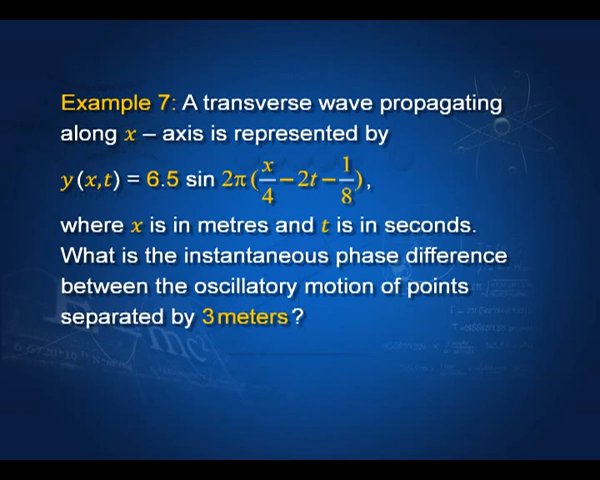 Example 7: A transverse wave propagating
along x – axis is represented by
y(x,t) = 6.5 sin 2π(x/4 − 2t − 1/8),
where x is in metres and t is in seconds.
What is the instantaneous phase difference
between the oscillatory motion of points
separated by 3 meters?